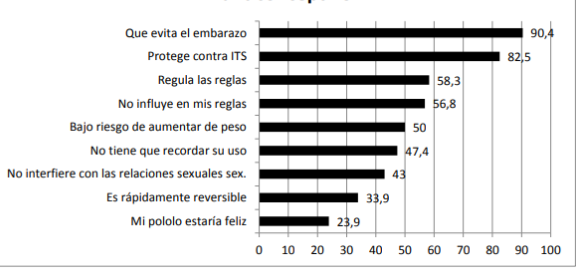 Que evita el embarazo 90,4
Protege contra ITS 82,5
Regula las reglas 58,3
No influye en mis reglas 56,8
Bajo riesgo de aumentar de peso 50
No tiene que recordar su uso 47,4
No interfiere con las relaciones sexuales sex. 43
Es rápidamente reversible 33,9
Mi pololo estaría feliz 23,9
0 10 20 30 40 50 60 70 80 90 100